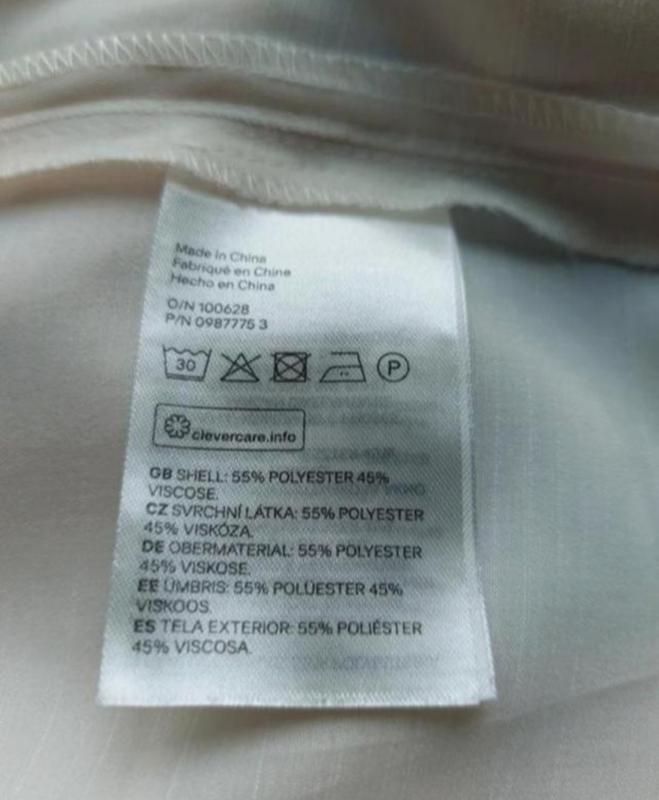 Made in China
Fabriqué en Chine
Hecho en China
O/N 100628
P/N 0987775 3
30 P
clevercare.info
GB SHELL: 55% POLYESTER 45%
VISCOSE.
CZ SVRCHNÍ LÁTKA: 55% POLYESTER
45% VISKÓZA.
DE OBERMATERIAL: 55% POLYESTER
45% VISKOSE.
EE ÜMBRIS: 55% POLÜESTER 45%
VISKOOS.
ES TELA EXTERIOR: 55% POLIÉSTER
45% VISCOSA.